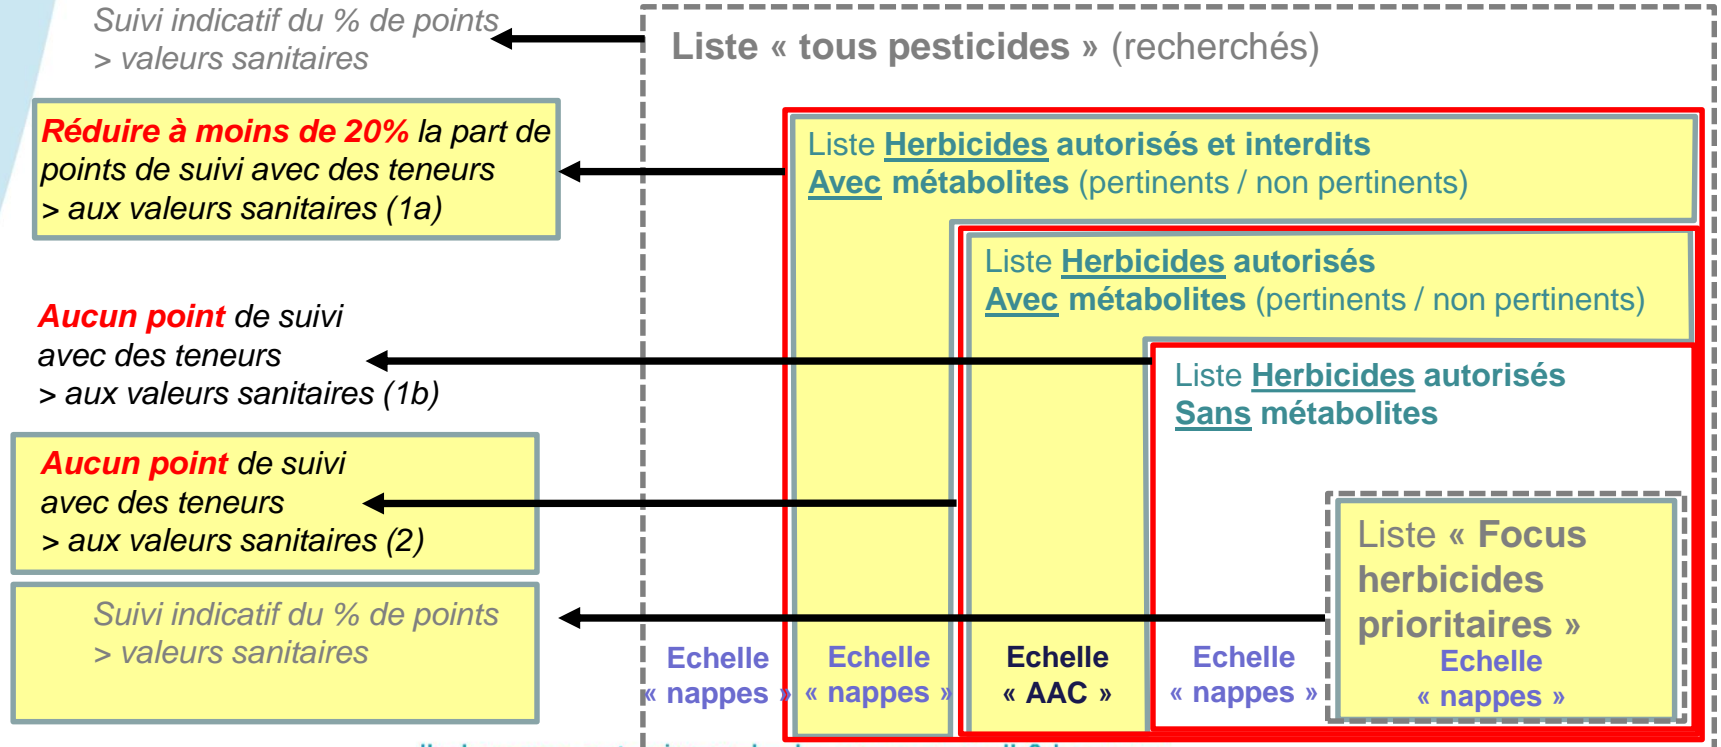 Suivi indicatif du % de points
> valeurs sanitaires
Liste « tous pesticides » (recherchés)
Réduire à moins de 20% la part de
points de suivi avec des teneurs
> aux valeurs sanitaires (1a)
Liste Herbicides autorisés et interdits
Avec métabolites (pertinents / non pertinents)
Liste Herbicides autorisés
Avec métabolites (pertinents / non pertinents)
Aucun point de suivi
avec des teneurs
> aux valeurs sanitaires (1b)
Liste Herbicides autorisés
Sans métabolites
Aucun point de suivi
avec des teneurs
> aux valeurs sanitaires (2)
Liste « Focus
herbicides
prioritaires »
Echelle
« nappes »
Suivi indicatif du % de points
> valeurs sanitaires
Echelle
« nappes »
Echelle
« nappes »
Echelle
« AAC »
Echelle
« nappes »